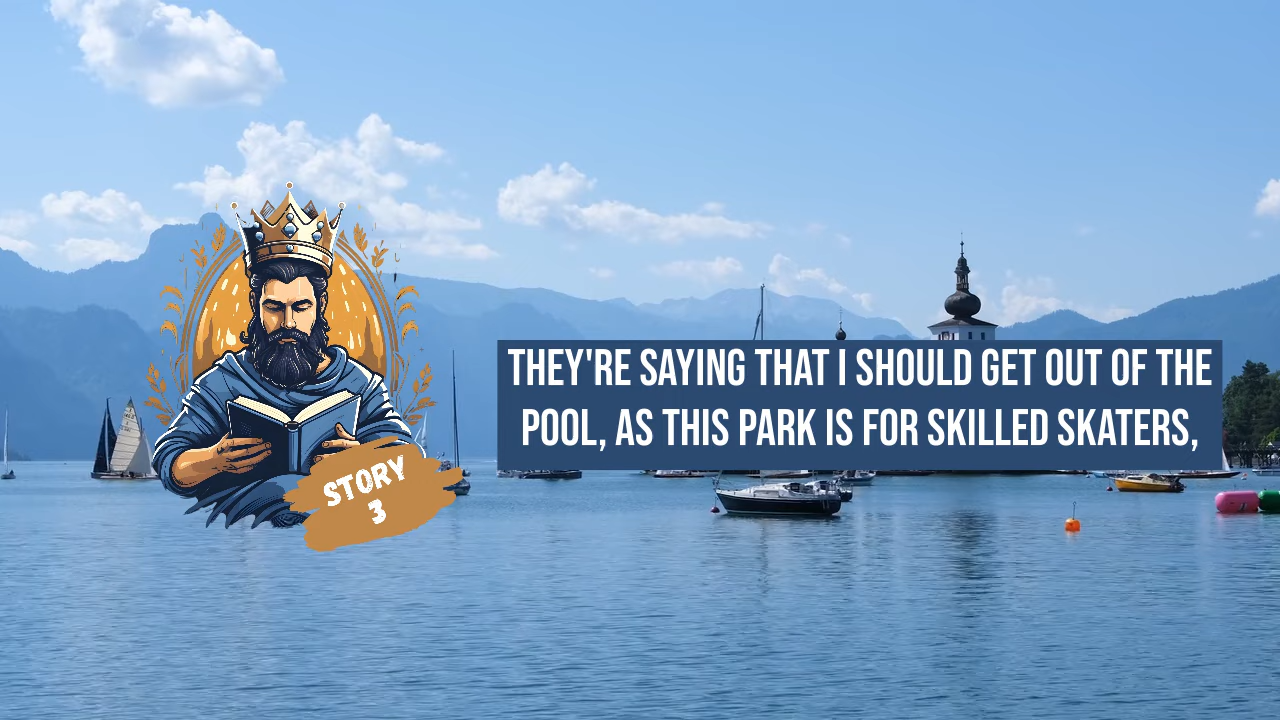 STORY
3
THEY'RE SAYING THAT I SHOULD GET OUT OF THE
POOL, AS THIS PARK IS FOR SKILLED SKATERS,